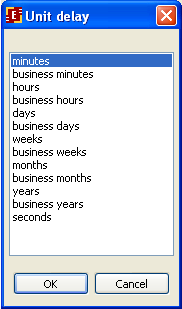 E
Unit delay
minutes
business minutes
hours
business hours
days
business days
weeks
business weeks
months
business months
years
business years
seconds
OK Cancel